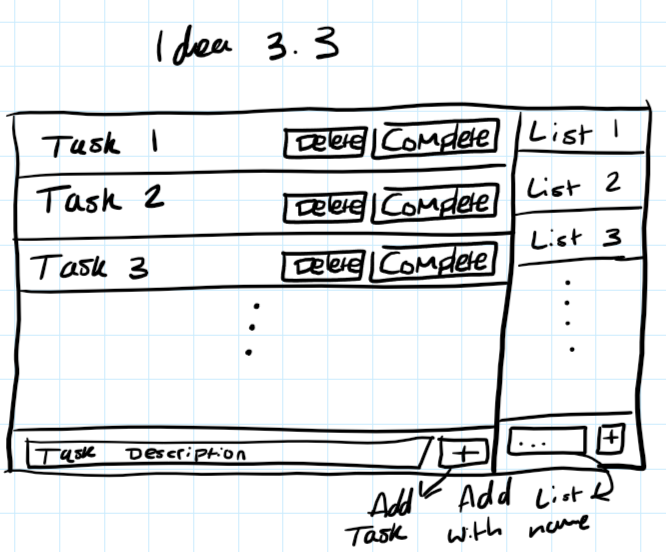 Idea 3.3
Task 1 Delete Complete List 1
Task 2 Delete Complete List 2
Task 3 Delete Complete List 3
Task Description + ... +
Add Task
Add List with name